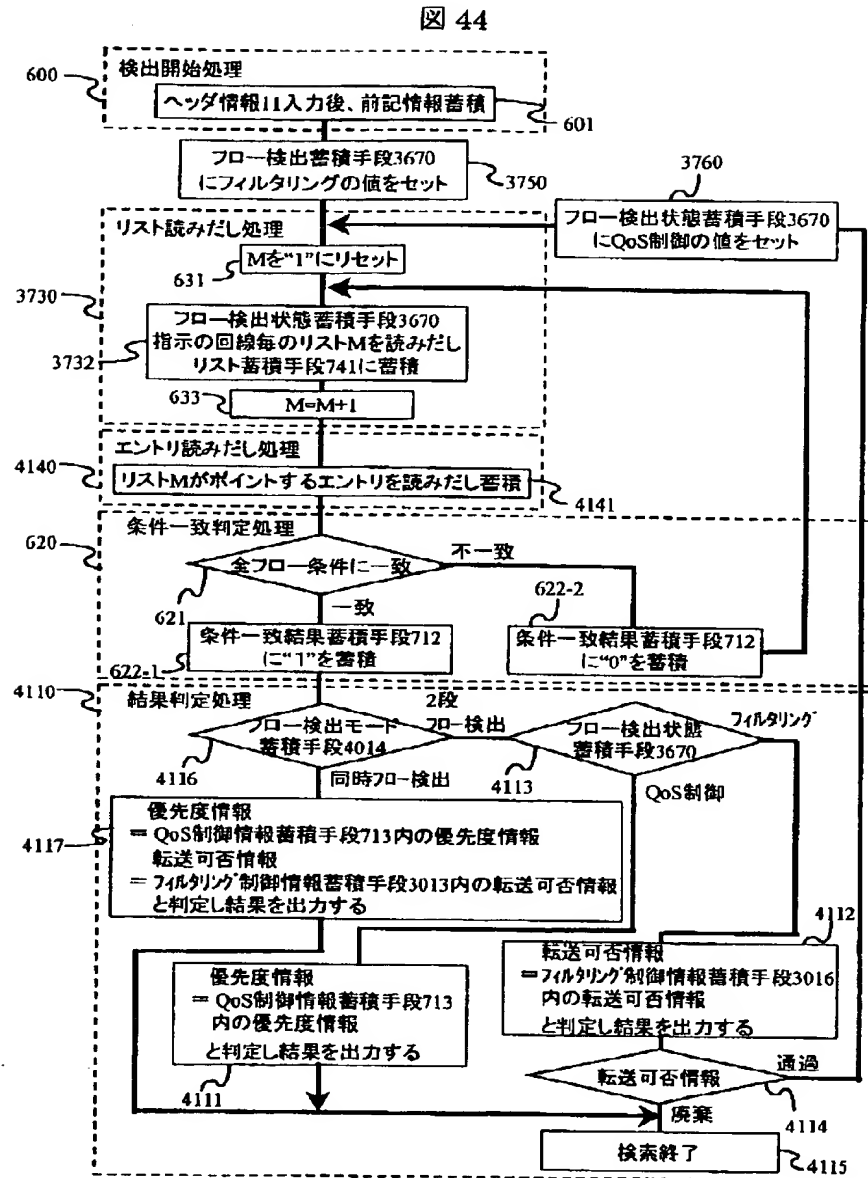 図 44
600
検出開始処理
ヘッダ情報11入力後、前記情報蓄積
601
フロー検出蓄積手段3670
にフィルタリングの値をセット
3750
3760
フロー検出状態蓄積手段3670
にQoS制御の値をセット
リスト読みだし処理
Mを“1”にリセット
631
3730
フロー検出状態蓄積手段3670
指示の回線毎のリストMを読みだし
リスト蓄積手段741に蓄積
3732
633
M=M+1
エントリ読みだし処理
4140
リストMがポイントするエントリを読みだし蓄積
4141
条件一致判定処理
620
全フロー条件に一致
不一致
621
一致
622-2
条件一致結果蓄積手段712
に“1”を蓄積
622-1
条件一致結果蓄積手段712
に“0”を蓄積
4110
結果判定処理
フロー検出モード
蓄積手段4014
2段
フロー検出
フロー検出状態
蓄積手段3670
フィルタリング
4116
同時フロー検出
4113
QoS制御
4117
優先度情報
= QoS制御情報蓄積手段713内の優先度情報
転送可否情報
=フィルタリング制御情報蓄積手段3013内の転送可否情報
と判定し結果を出力する
4112
優先度情報
= QoS制御情報蓄積手段713
内の優先度情報
と判定し結果を出力する
4111
転送可否情報
=フィルタリング制御情報蓄積手段3016
内の転送可否情報
と判定し結果を出力する
転送可否情報
通過
4114
廃棄
検索終了
4115